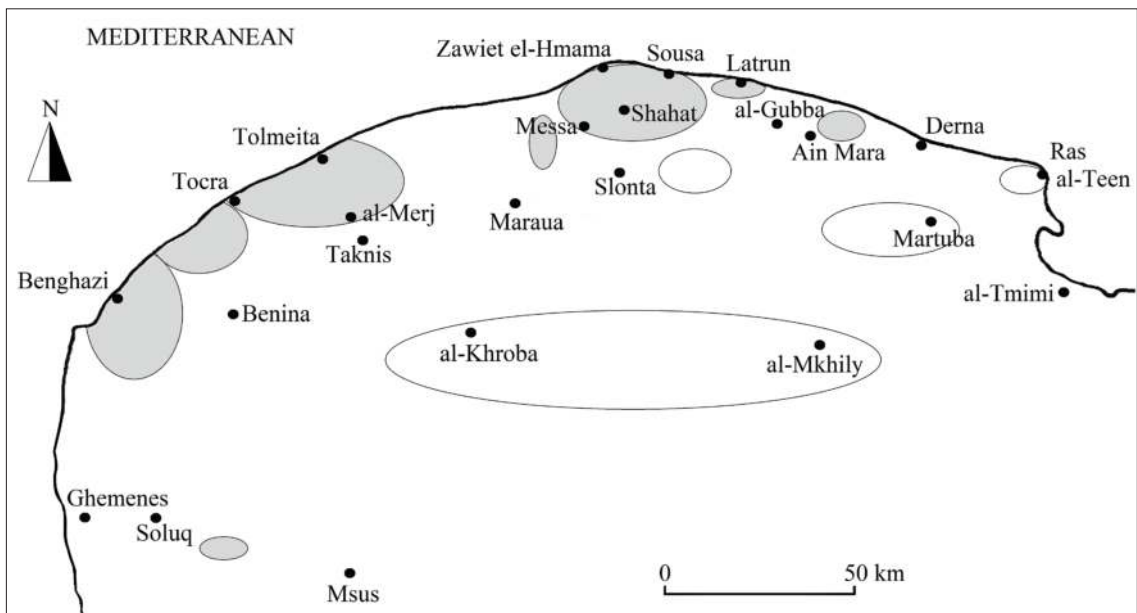 MEDITERRANEAN
Zawiet el-Hmama
Sousa
Latrun
N
Shahat
al-Gubba
Messa
Tolmeita
Ain Mara
Derna
Ras
al-Teen
Tocra
Slonta
al-Merj
Maraua
Taknis
Martuba
Benghazi
Benina
al-Tmimi
al-Khroba
al-Mkhily
Ghemenes
Soluq
Msus
0 50 km